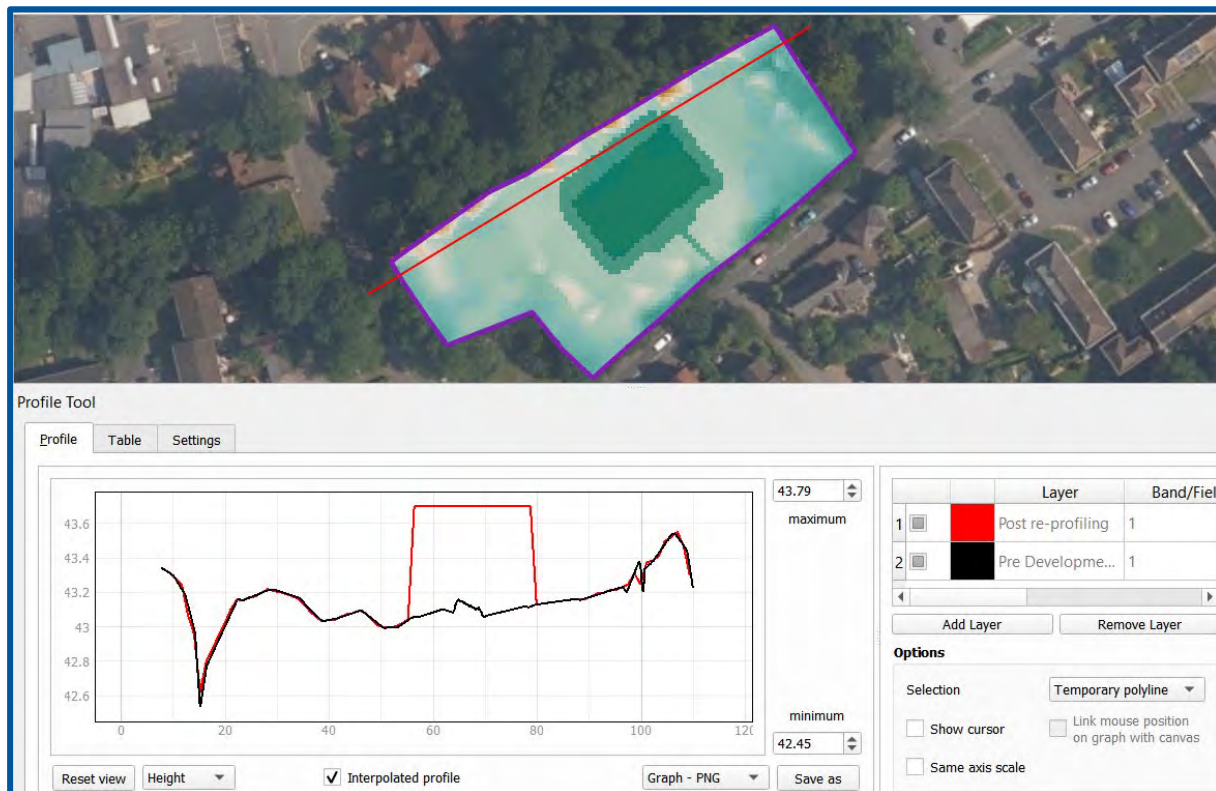 Profile Tool
Profile Table Settings
43.79
maximum
43.6
43.4
43.2
43
42.8
42.6
0 20 40 60 80 100 120
minimum
42.45
Reset view Height Interpolated profile Graph - PNG Save as
Layer Band/Fiel
1 Post re-profiling 1
2 Pre Developme... 1
Add Layer Remove Layer
Options
Selection Temporary polyline
Show cursor Link mouse position
on graph with canvas
Same axis scale